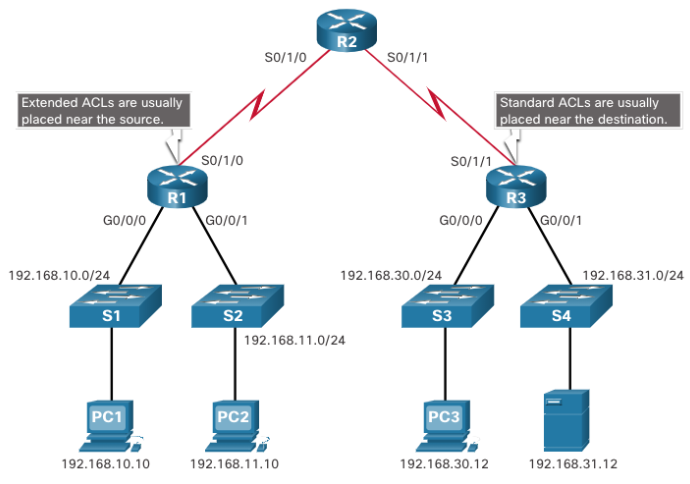 R2
S0/1/0
S0/1/1
Extended ACLs are usually
placed near the source.
Standard ACLs are usually
placed near the destination.
S0/1/0
S0/1/1
R1
R3
G0/0/0
G0/0/1
G0/0/0
G0/0/1
192.168.10.0/24
192.168.30.0/24
192.168.31.0/24
S1
S2
S3
S4
192.168.11.0/24
PC1
PC2
PC3
192.168.10.10
192.168.11.10
192.168.30.12
192.168.31.12